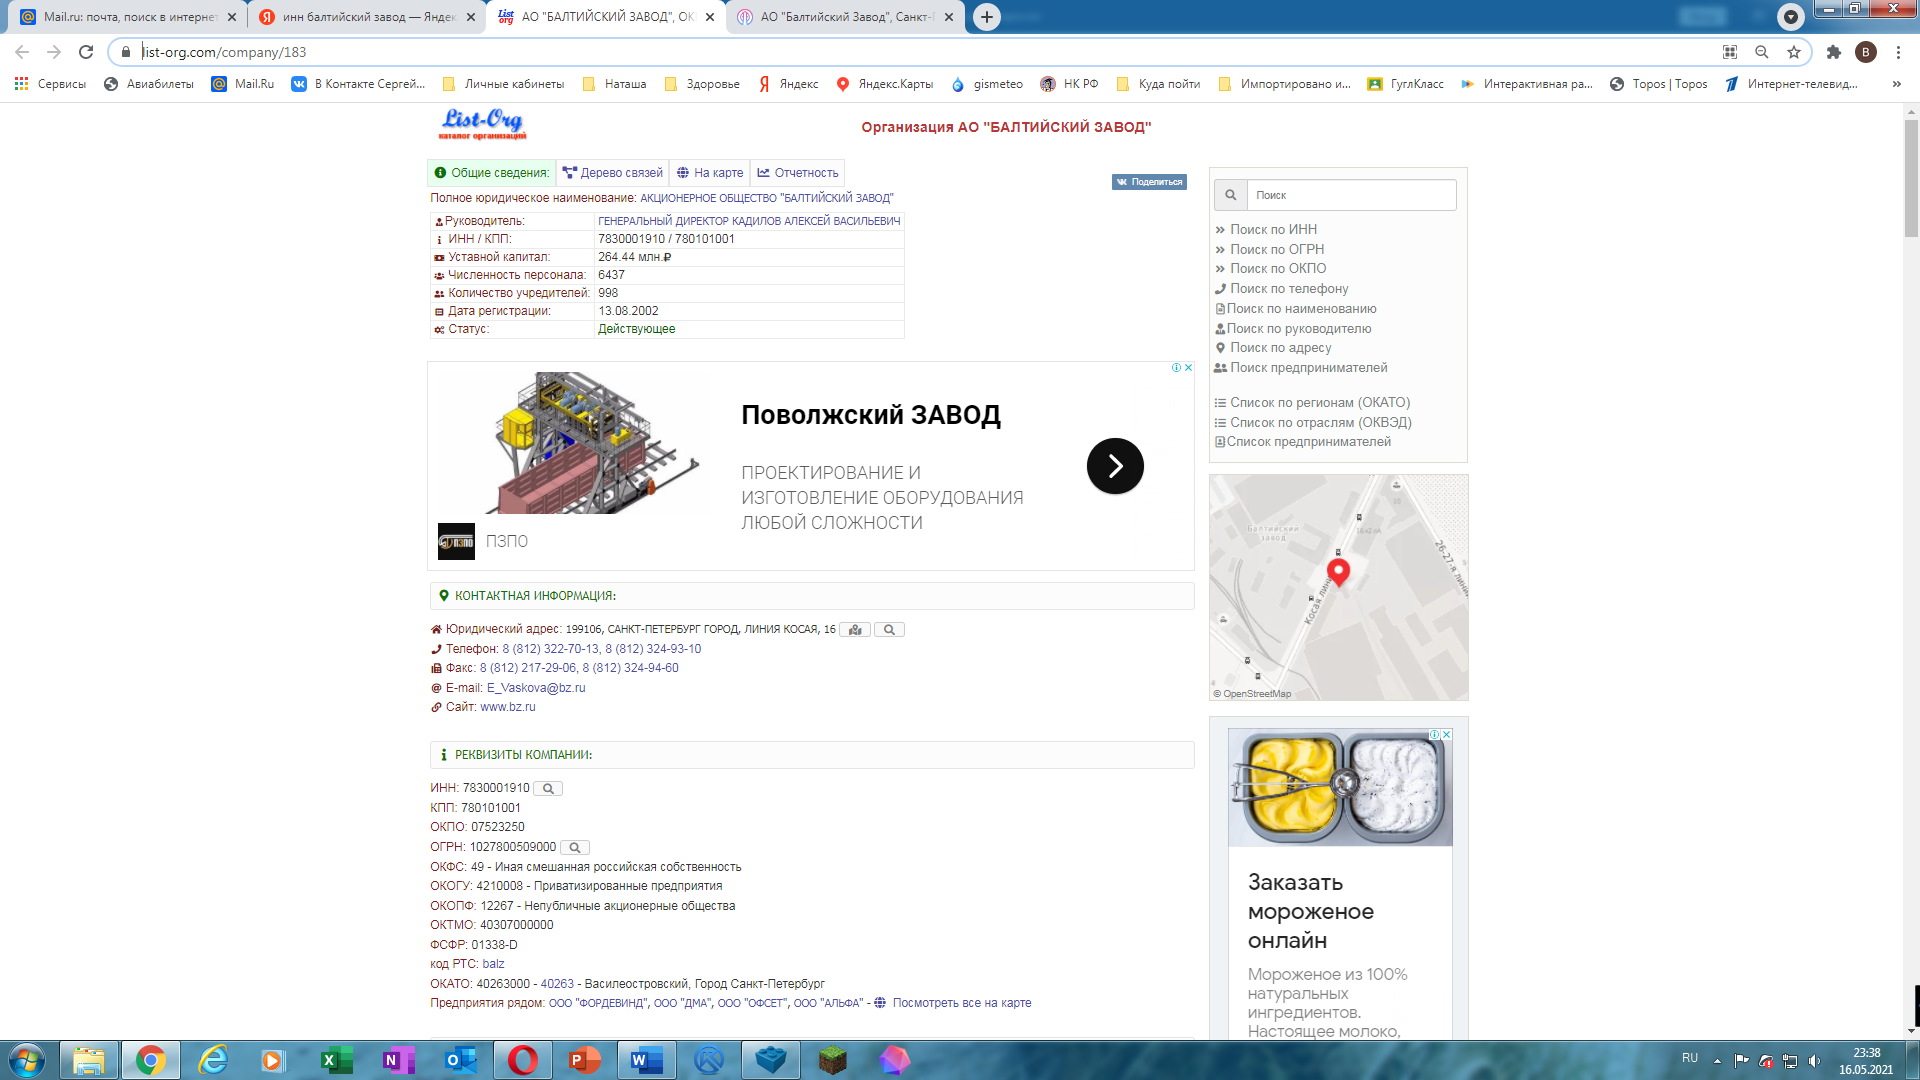 Mail.ru: почта, поиск в интернет
инн балтийский завод — Яндек
АО "БАЛТИЙСКИЙ ЗАВОД", ОК
АО "Балтийский Завод", Санкт-
list-org.com/company/183
Сервисы
Авиабилеты
Mail.Ru
В Контакте Сергей...
Личные кабинеты
Наташа
Здоровье
Яндекс
Яндекс.Карты
gismeteo
НК РФ
Куда пойти
Импортировано и...
ГуглКласс
Интерактивная ра...
Topos | Topos
Интернет-телевид...
List-Org
каталог организаций
Организация АО "БАЛТИЙСКИЙ ЗАВОД"
Общие сведения:
Дерево связей
На карте
Отчетность
Поделиться
Полное юридическое наименование: АКЦИОНЕРНОЕ ОБЩЕСТВО "БАЛТИЙСКИЙ ЗАВОД"
Руководитель: ГЕНЕРАЛЬНЫЙ ДИРЕКТОР КАДИЛОВ АЛЕКСЕЙ ВАСИЛЬЕВИЧ
ИНН / КПП: 7830001910 / 780101001
Уставной капитал: 264.44 млн.₽
Численность персонала: 6437
Количество учредителей: 998
Дата регистрации: 13.08.2002
Статус: Действующее
Поволжский ЗАВОД
ПРОЕКТИРОВАНИЕ И
ИЗГОТОВЛЕНИЕ ОБОРУДОВАНИЯ
ЛЮБОЙ СЛОЖНОСТИ
ПЗПО
ПЗПО
КОНТАКТНАЯ ИНФОРМАЦИЯ:
Юридический адрес: 199106, САНКТ-ПЕТЕРБУРГ ГОРОД, ЛИНИЯ КОСАЯ, 16
Телефон: 8 (812) 322-70-13, 8 (812) 324-93-10
Факс: 8 (812) 217-29-06, 8 (812) 324-94-60
E-mail: E_Vaskova@bz.ru
Сайт: www.bz.ru
РЕКВИЗИТЫ КОМПАНИИ:
ИНН: 7830001910
КПП: 780101001
ОКПО: 07523250
ОГРН: 1027800509000
ОКФС: 49 - Иная смешанная российская собственность
ОКОГУ: 4210008 - Приватизированные предприятия
ОКОПФ: 12267 - Непубличные акционерные общества
ОКТМО: 40307000000
ФСФР: 01338-D
код РТС: balz
ОКАТО: 40263000 - 40263 - Василеостровский, Город Санкт-Петербург
Предприятия рядом: ООО "ФОРДЕВИНД", ООО "ДМА", ООО "ОФСЕТ", ООО "АЛЬФА" - Посмотреть все на карте
Поиск
Поиск по ИНН
Поиск по ОГРН
Поиск по ОКПО
Поиск по телефону
Поиск по наименованию
Поиск по руководителю
Поиск по адресу
Поиск предпринимателей
Список по регионам (ОКАТО)
Список по отраслям (ОКВЭД)
Список предпринимателей
Балтийский
завод
Косая линия
26-27-я линии
© OpenStreetMap
Заказать
мороженое
онлайн
Мороженое из 100%
натуральных
ингредиентов.
Настоящее молоко,
RU
23:38
16.05.2021